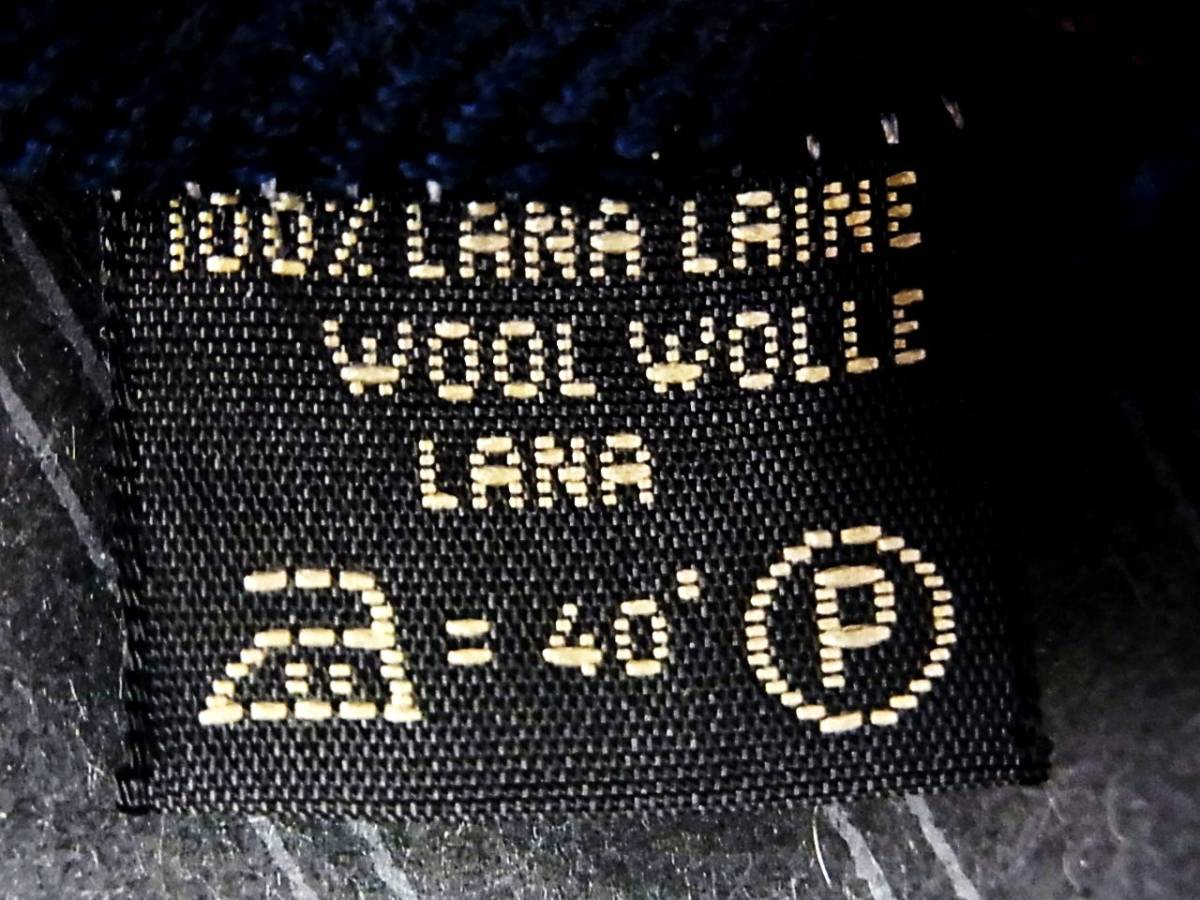 100% LANA LAINE
WOOL WOLLE
LANA
= 40° P